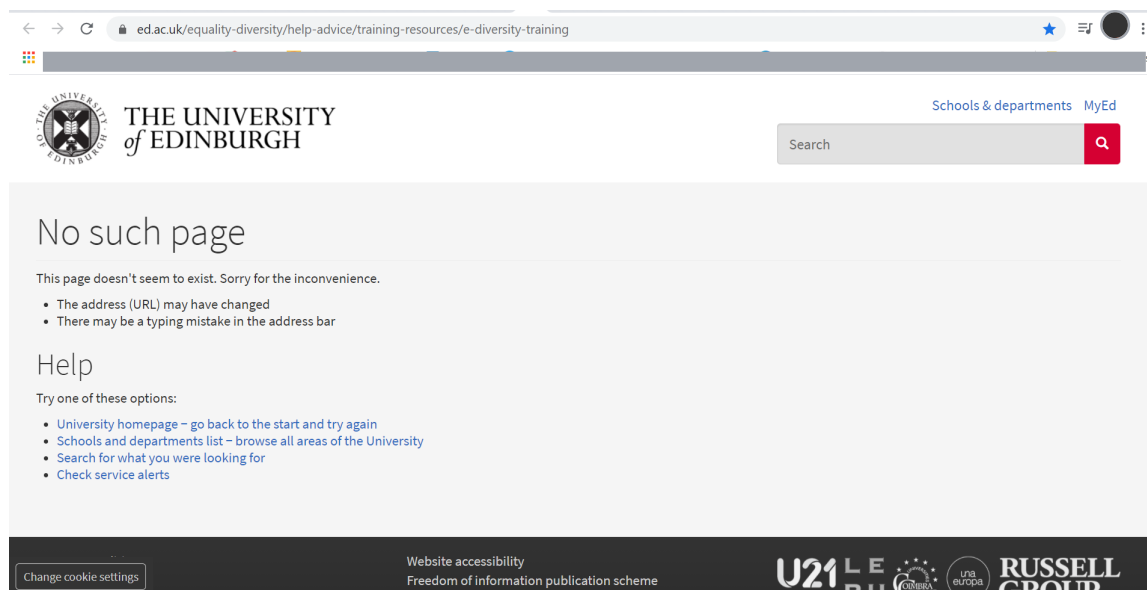 ed.ac.uk/equality-diversity/help-advice/training-resources/e-diversity-training
THE UNIVERSITY
of EDINBURGH
Schools & departments MyEd
Search
No such page
This page doesn't seem to exist. Sorry for the inconvenience.
• The address (URL) may have changed
• There may be a typing mistake in the address bar
Help
Try one of these options:
• University homepage – go back to the start and try again
• Schools and departments list – browse all areas of the University
• Search for what you were looking for
• Check service alerts
Website accessibility
Change cookie settings
Freedom of information publication scheme
U21
L E
COIMBRA
una
europa
RUSSELL
GROUP